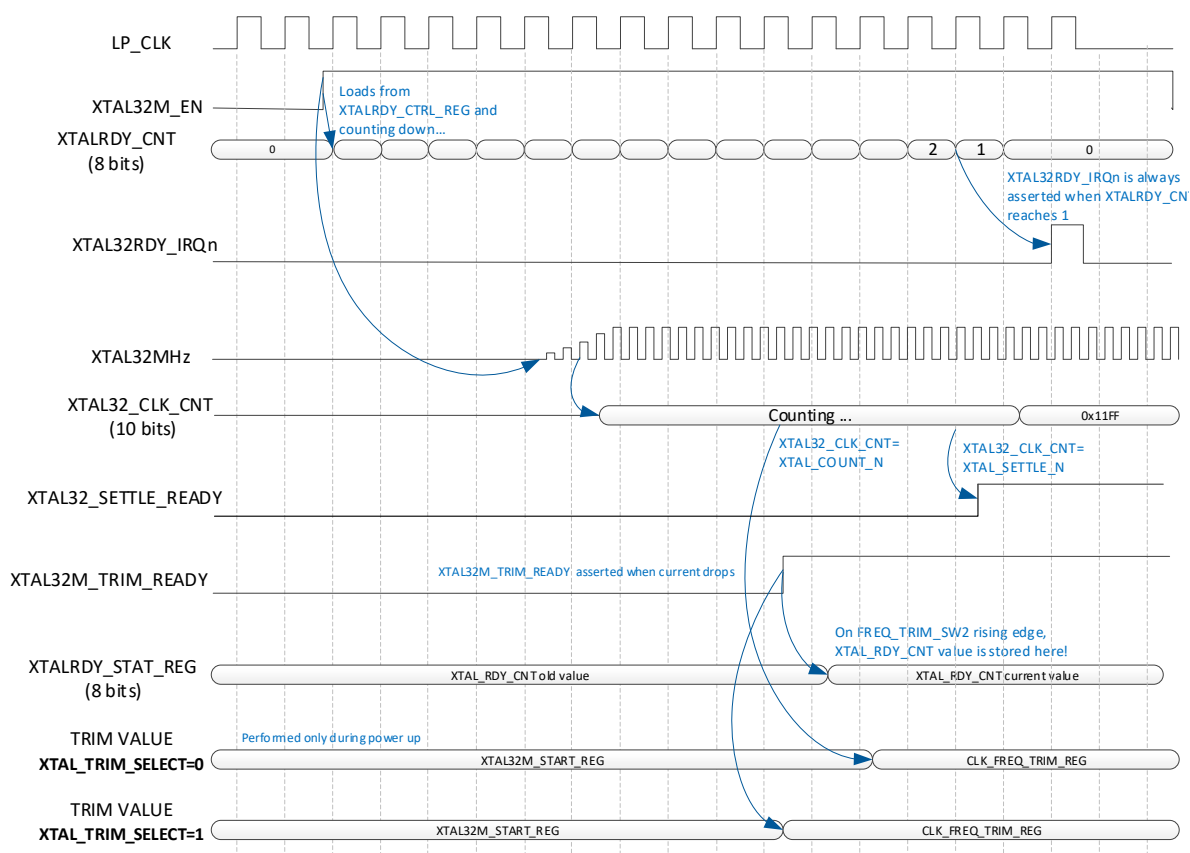 LP_CLK
XTAL32M_EN
Loads from
XTALRDY_CTRL_REG and
counting down...
XTALRDY_CNT
(8 bits)
0
2
1
0
XTAL32RDY_IRQn is always
asserted when XTALRDY_CNT
reaches 1
XTAL32RDY_IRQn
XTAL32MHz
XTAL32_CLK_CNT
(10 bits)
Counting ...
0x11FF
XTAL32_CLK_CNT=
XTAL_COUNT_N
XTAL32_CLK_CNT=
XTAL_SETTLE_N
XTAL32_SETTLE_READY
XTAL32M_TRIM_READY
XTAL32M_TRIM_READY asserted when current drops
On FREQ_TRIM_SW2 rising edge,
XTAL_RDY_CNT value is stored here!
XTALRDY_STAT_REG
(8 bits)
XTAL_RDY_CNT old value
XTAL_RDY_CNT current value
TRIM VALUE
XTAL_TRIM_SELECT=0
Performed only during power up
XTAL32M_START_REG
CLK_FREQ_TRIM_REG
TRIM VALUE
XTAL_TRIM_SELECT=1
XTAL32M_START_REG
CLK_FREQ_TRIM_REG